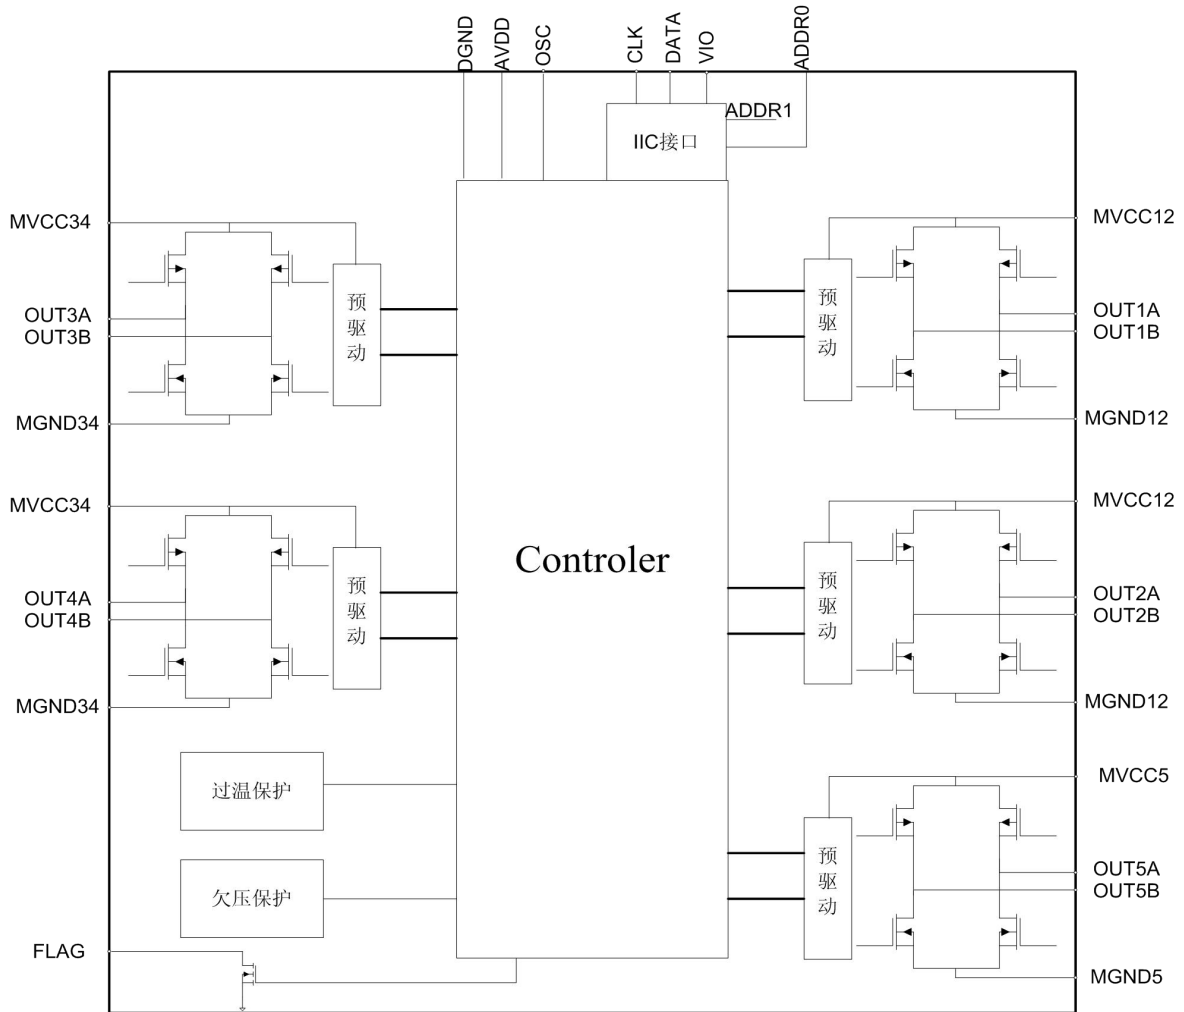 DGND
AVDD
OSC
CLK
DATA
VIO
ADDR0
ADDR1
IIC接口
MVCC34
MVCC12
预驱动
预驱动
OUT3A
OUT3B
OUT1A
OUT1B
MGND34
MGND12
MVCC34
MVCC12
Controler
预驱动
预驱动
OUT4A
OUT4B
OUT2A
OUT2B
MGND34
MGND12
过温保护
MVCC5
预驱动
欠压保护
OUT5A
OUT5B
FLAG
MGND5